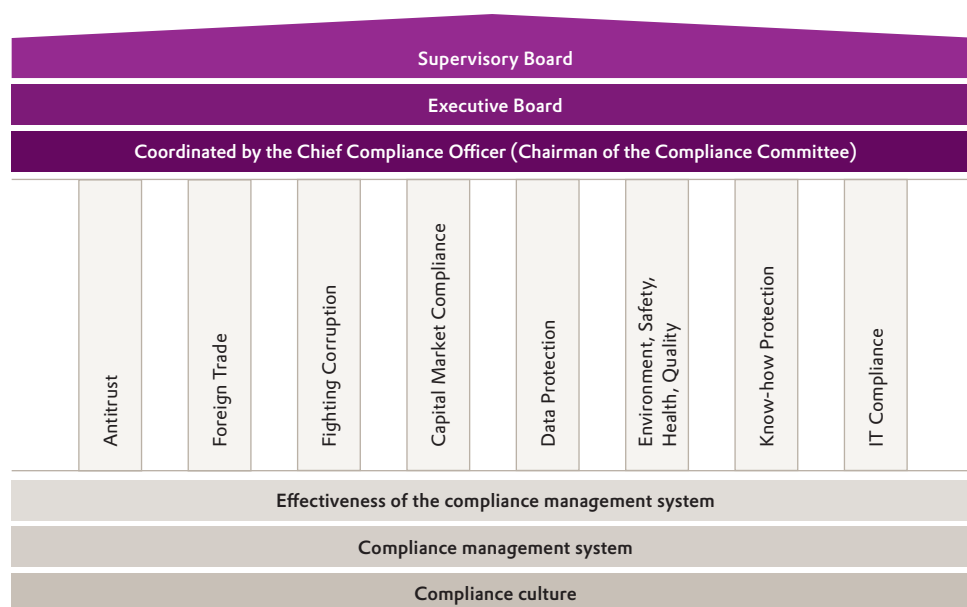 Supervisory Board
Executive Board
Coordinated by the Chief Compliance Officer (Chairman of the Compliance Committee)
Antitrust
Foreign Trade
Fighting Corruption
Capital Market Compliance
Data Protection
Environment, Safety,
Health, Quality
Know-how Protection
IT Compliance
Effectiveness of the compliance management system
Compliance management system
Compliance culture